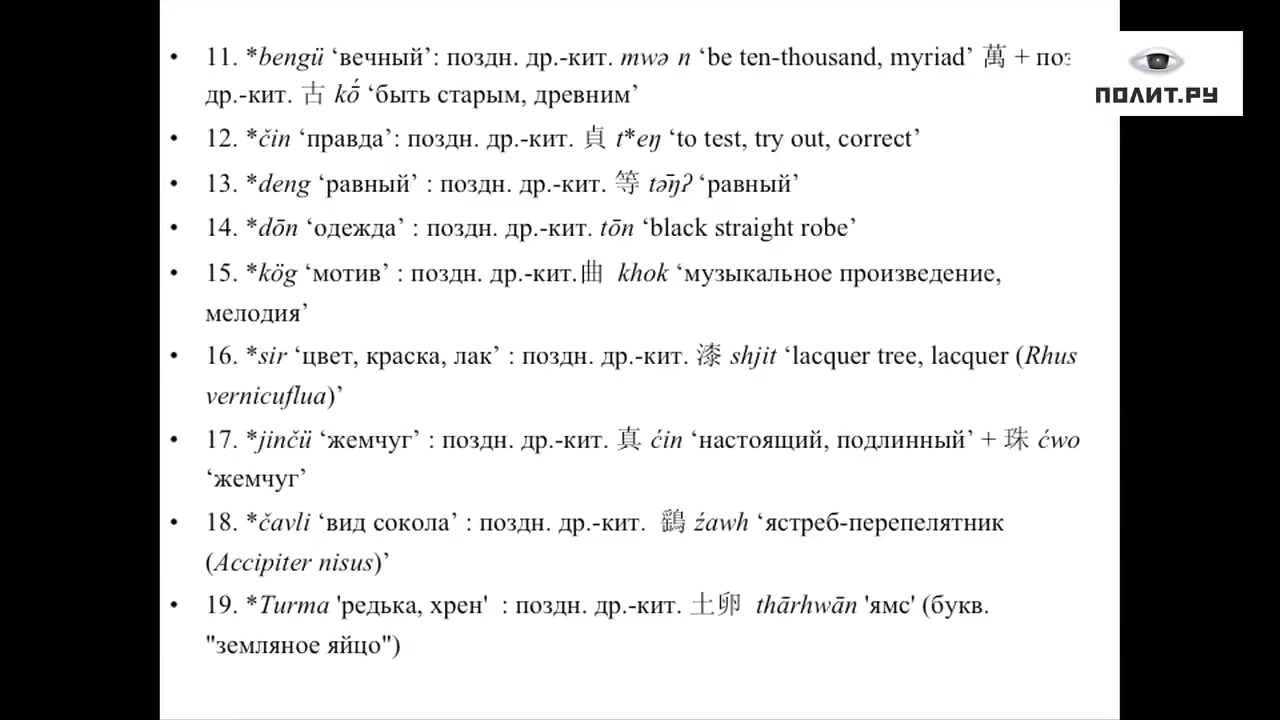 • 11. *bengü ‘вечный’: поздн. др.-кит. mwə n ‘be ten-thousand, myriad’ 萬 +
др.-кит. 古 kṓ ‘быть старым, древним’
• 12. *čin ‘правда’: поздн. др.-кит. 貞 t*eŋ ‘to test, try out, correct’
• 13. *deng ‘равный’ : поздн. др.-кит. 等 tə̄ŋʔ ‘равный’
• 14. *dōn ‘одежда’ : поздн. др.-кит. tōn ‘black straight robe’
• 15. *kög ‘мотив’ : поздн. др.-кит.曲 khok ‘музыкальное произведение,
мелодия’
• 16. *sir ‘цвет, краска, лак’ : поздн. др.-кит. 漆 shjit ‘lacquer tree, lacquer (Rhus
vernicuflua)’
• 17. *jinčü ‘жемчуг’ : поздн. др.-кит. 真 ćin ‘настоящий, подлинный’ + 珠 ćwo
‘жемчуг’
• 18. *čavli ‘вид сокола’ : поздн. др.-кит. źawh ‘ястреб-перепелятник
(Accipiter nisus)’
• 19. *Turma 'редька, хрен' : поздн. др.-кит. 土卵 thārhwān 'ямс' (букв.
"земляное яйцо")
ПОЛИТ.РУ